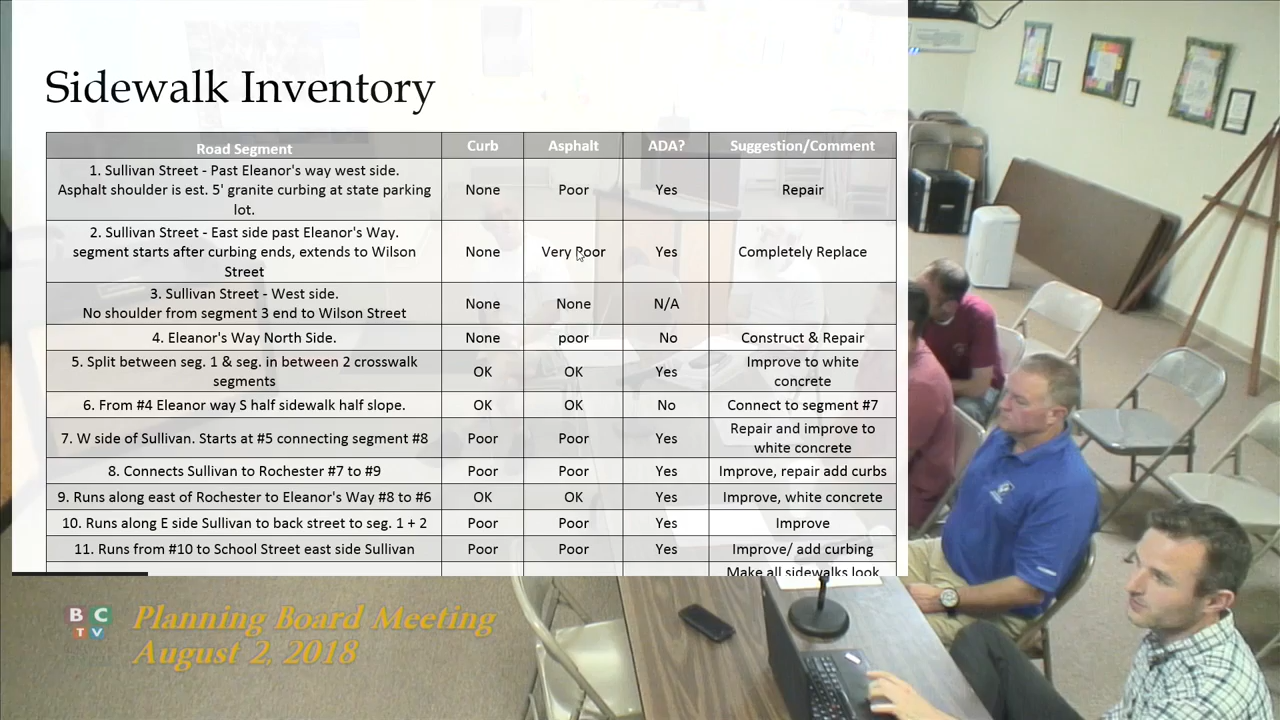 Sidewalk Inventory
Road Segment Curb Asphalt ADA? Suggestion/Comment
1. Sullivan Street - Past Eleanor's way west side.
Asphalt shoulder is est. 5' granite curbing at state parking
lot.
None Poor Yes Repair
2. Sullivan Street - East side past Eleanor's Way.
segment starts after curbing ends, extends to Wilson
Street
None Very Poor Yes Completely Replace
3. Sullivan Street - West side.
No shoulder from segment 3 end to Wilson Street
None None N/A
4. Eleanor's Way North Side. None poor No Construct & Repair
5. Split between seg. 1 & seg. in between 2 crosswalk
segments
OK OK Yes
Improve to white
concrete
6. From #4 Eleanor way S half sidewalk half slope. OK OK No Connect to segment #7
7. W side of Sullivan. Starts at #5 connecting segment #8 Poor Poor Yes
Repair and improve to
white concrete
8. Connects Sullivan to Rochester #7 to #9 Poor Poor Yes Improve, repair add curbs
9. Runs along east of Rochester to Eleanor's Way #8 to #6 OK OK Yes Improve, white concrete
10. Runs along E side Sullivan to back street to seg. 1 + 2 Poor Poor Yes Improve
11. Runs from #10 to School Street east side Sullivan Poor Poor Yes Improve/ add curbing
Make all sidewalks look
BC
TV
Planning Board Meeting
August 2, 2018